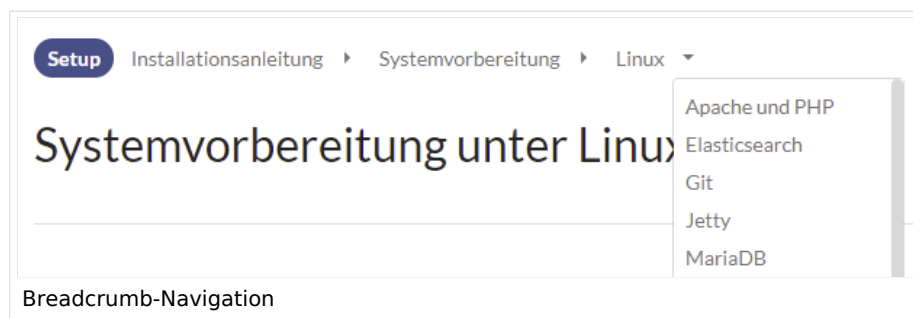 Setup Installationsanleitung Systemvorbereitung Linux
Systemvorbereitung unter Linux
Apache und PHP
Elasticsearch
Git
Jetty
MariaDB
Breadcrumb-Navigation